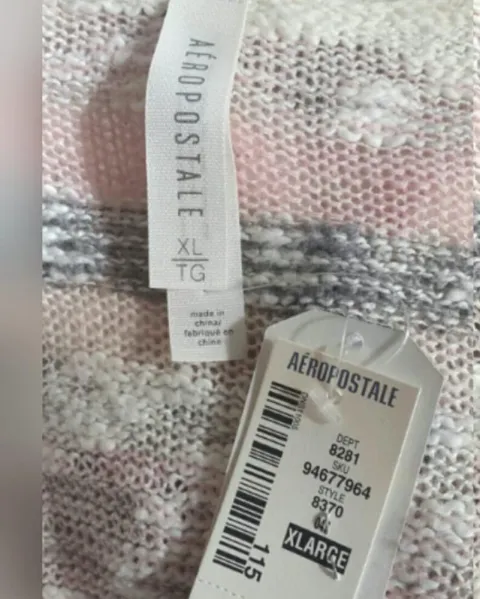 AÉROPOSTALE
XL
TG
made in
china/
fabriqué en
chine
AÉROPOSTALE
DEPT
8281
SKU
94677964
STYLE
8370
XLARGE
115